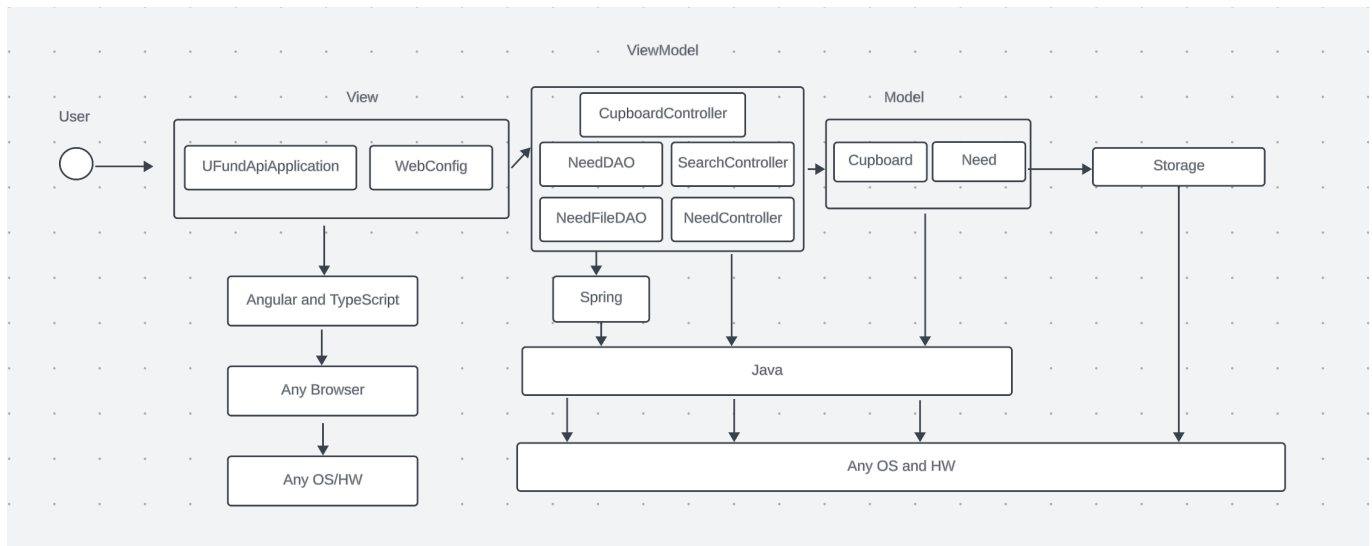 ViewModel
View
Model
User
CupboardController
UFundApiApplication
WebConfig
NeedDAO
SearchController
Cupboard
Need
Storage
NeedFileDAO
NeedController
Angular and TypeScript
Spring
Java
Any Browser
Any OS/HW
Any OS and HW